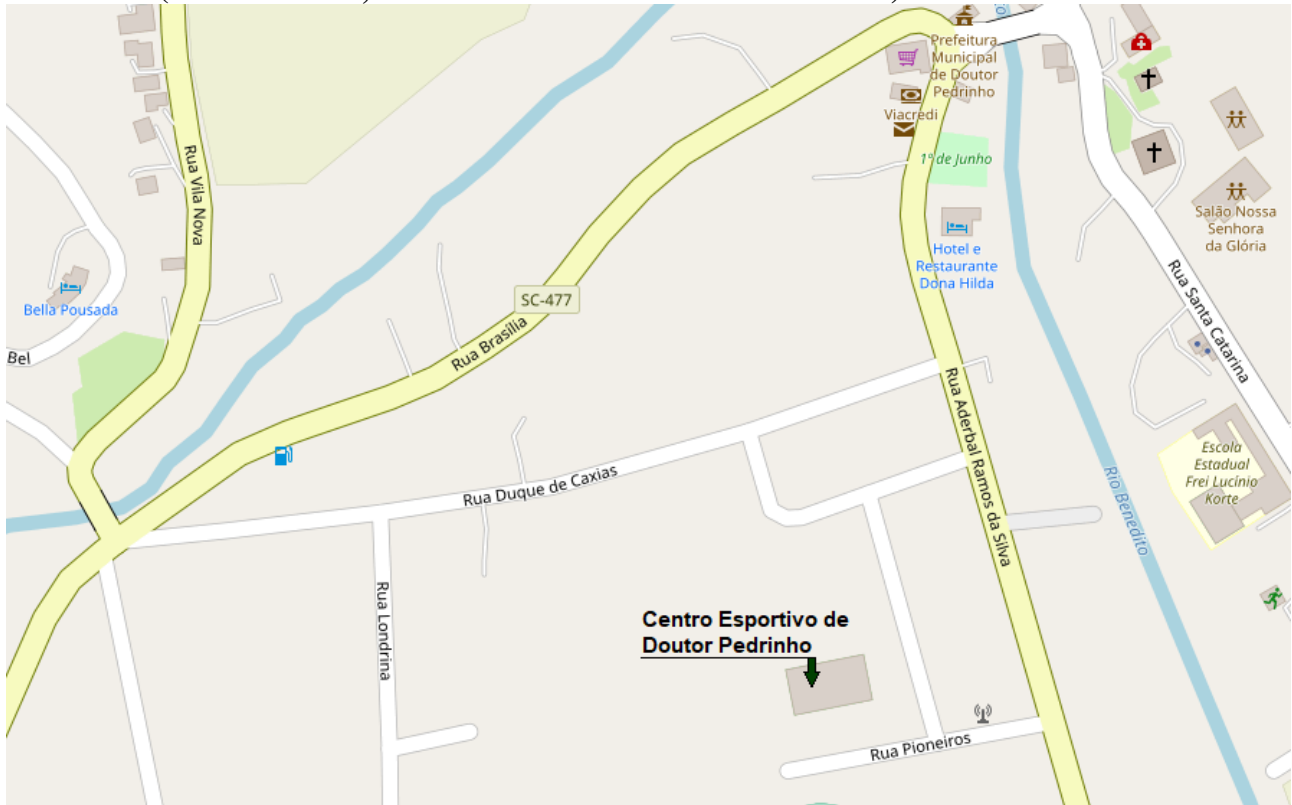 Rio
Prefeitura
Municipal
de Doutor
Pedrinho
Viacredi
1º de Junho
Rua Vila Nova
Salão Nossa
Senhora
da Glória
Hotel e
Restaurante
Dona Hilda
Bella Pousada
SC-477
Rua Santa Catarina
Rua Brasília
Bel
Rua Aderbal Ramos da Silva
Escola
Estadual
Frei Lucínio
Korte
Rua Duque de Caxias
Rio Benedito
Rua Londrina
Centro Esportivo de
Doutor Pedrinho
Rua Pioneiros